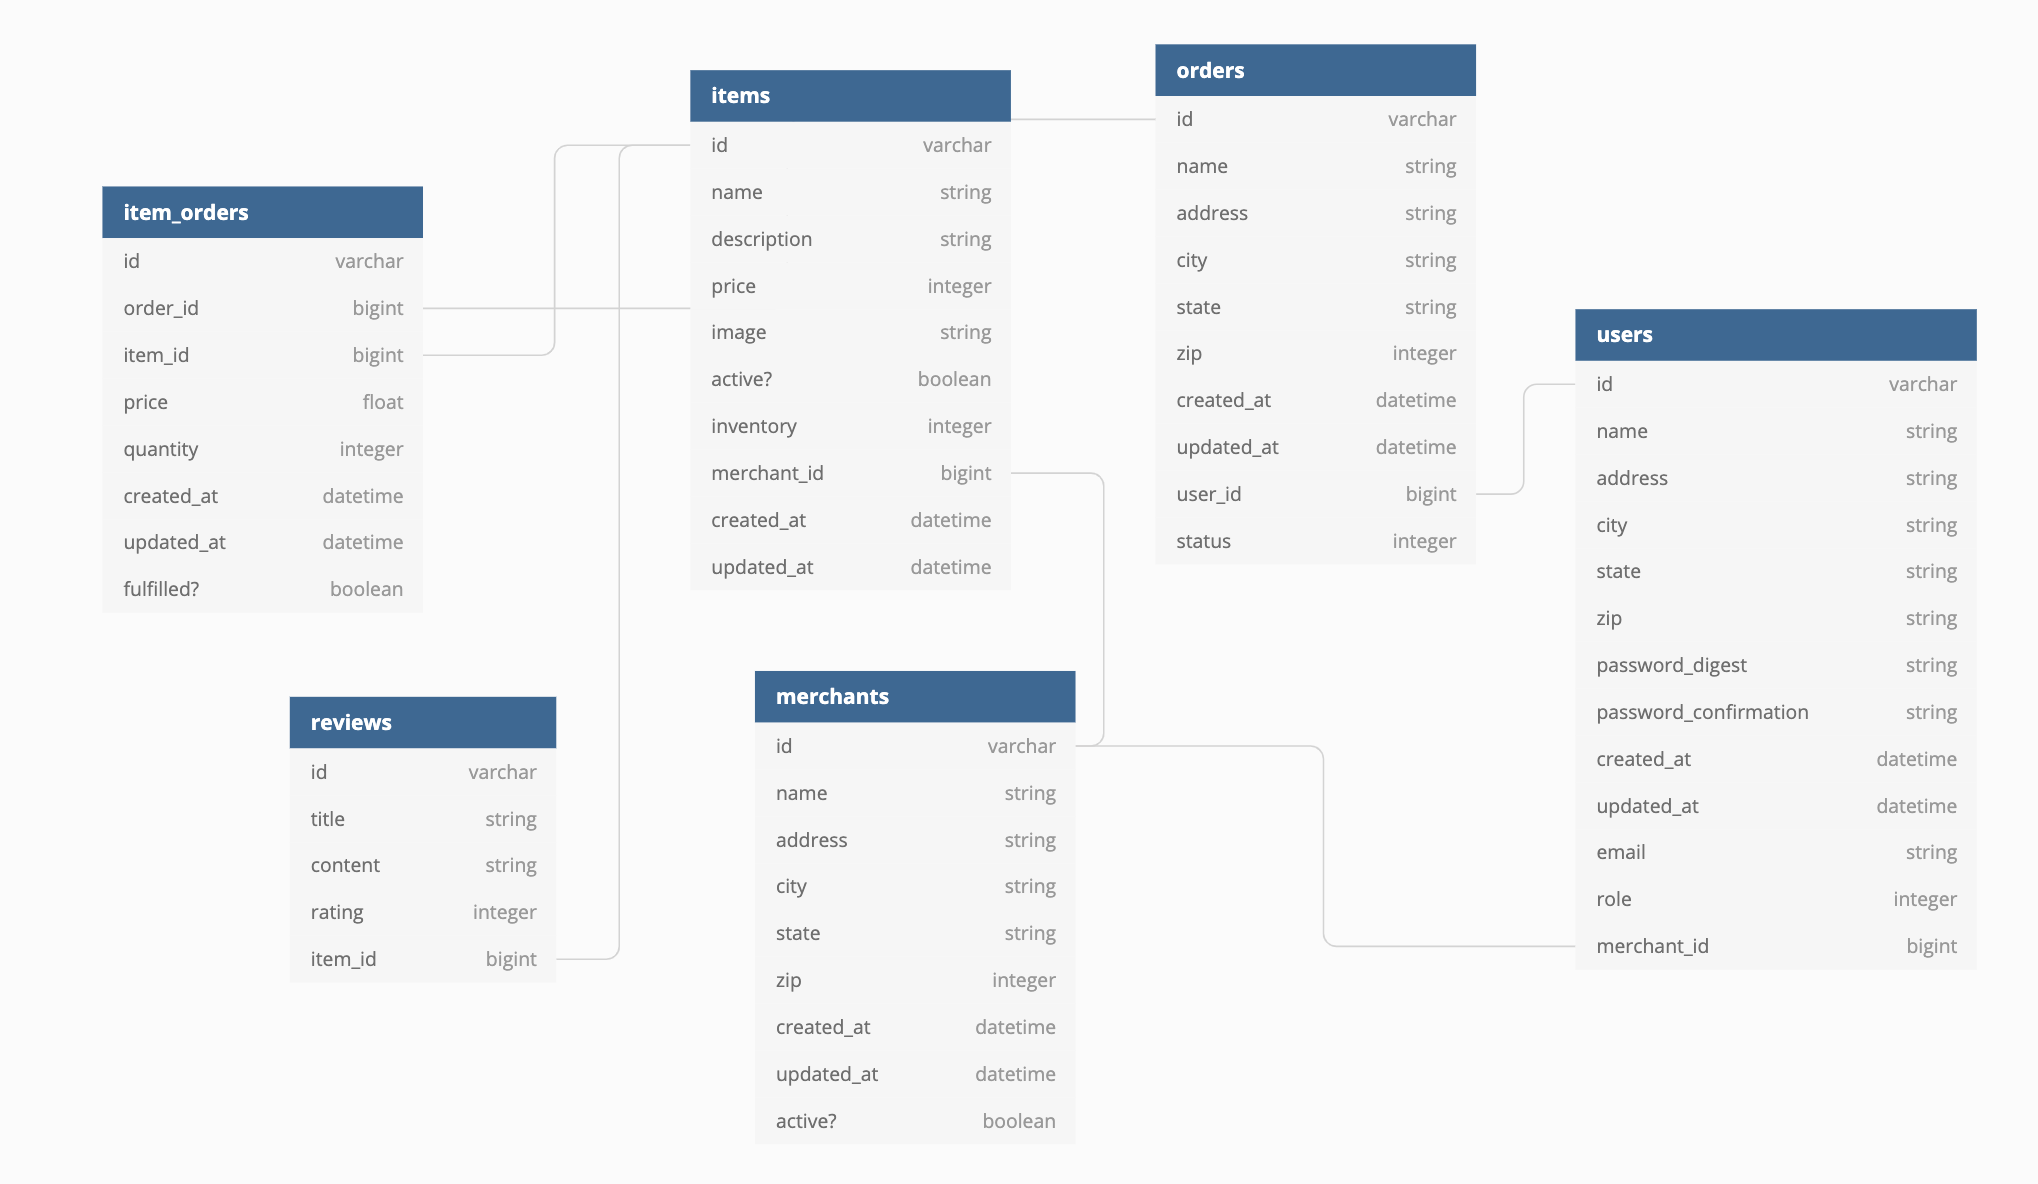 item_orders
id varchar
order_id bigint
item_id bigint
price float
quantity integer
created_at datetime
updated_at datetime
fulfilled? boolean
items
id varchar
name string
description string
price integer
image string
active? boolean
inventory integer
merchant_id bigint
created_at datetime
updated_at datetime
orders
id varchar
name string
address string
city string
state string
zip integer
created_at datetime
updated_at datetime
user_id bigint
status integer
users
id varchar
name string
address string
city string
state string
zip string
password_digest string
password_confirmation string
created_at datetime
updated_at datetime
email string
role integer
merchant_id bigint
reviews
id varchar
title string
content string
rating integer
item_id bigint
merchants
id varchar
name string
address string
city string
state string
zip integer
created_at datetime
updated_at datetime
active? boolean